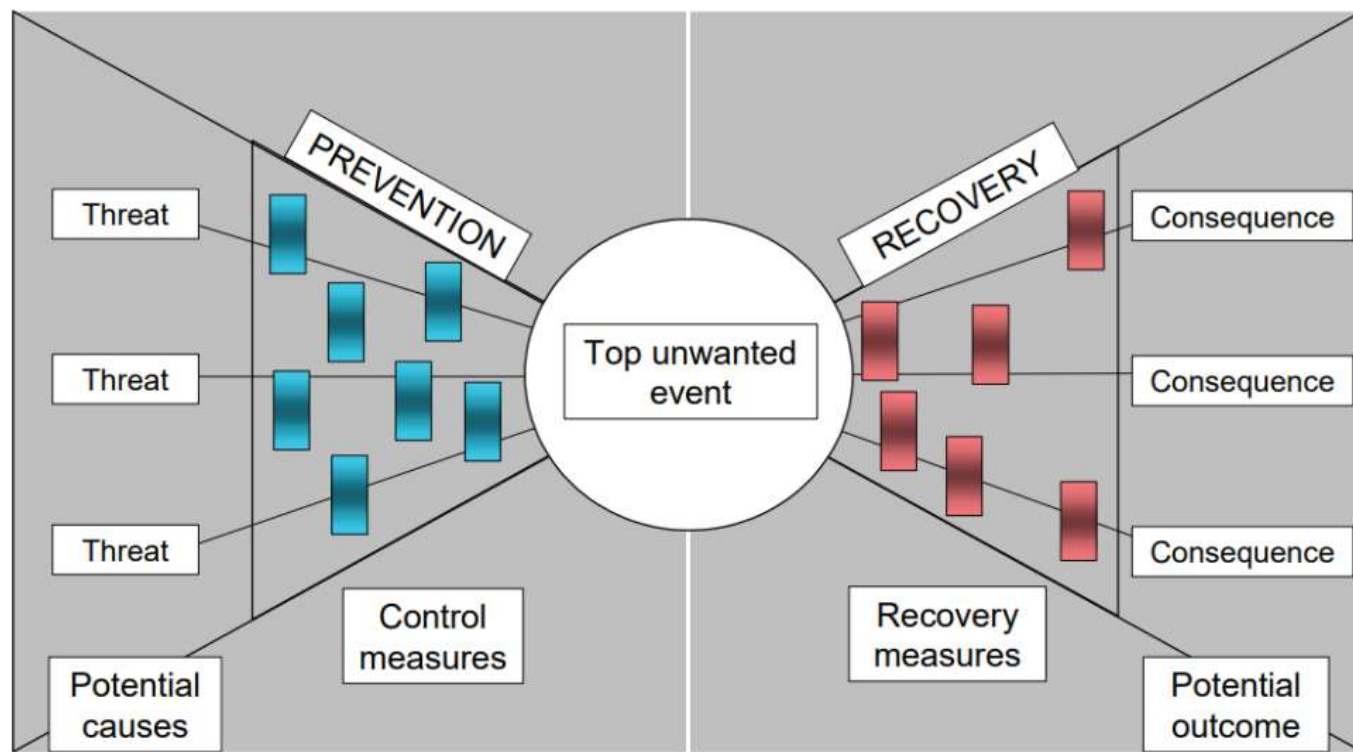 PREVENTION
RECOVERY
Threat
Threat
Threat
Top unwanted
event
Consequence
Consequence
Consequence
Control
measures
Recovery
measures
Potential
causes
Potential
outcome